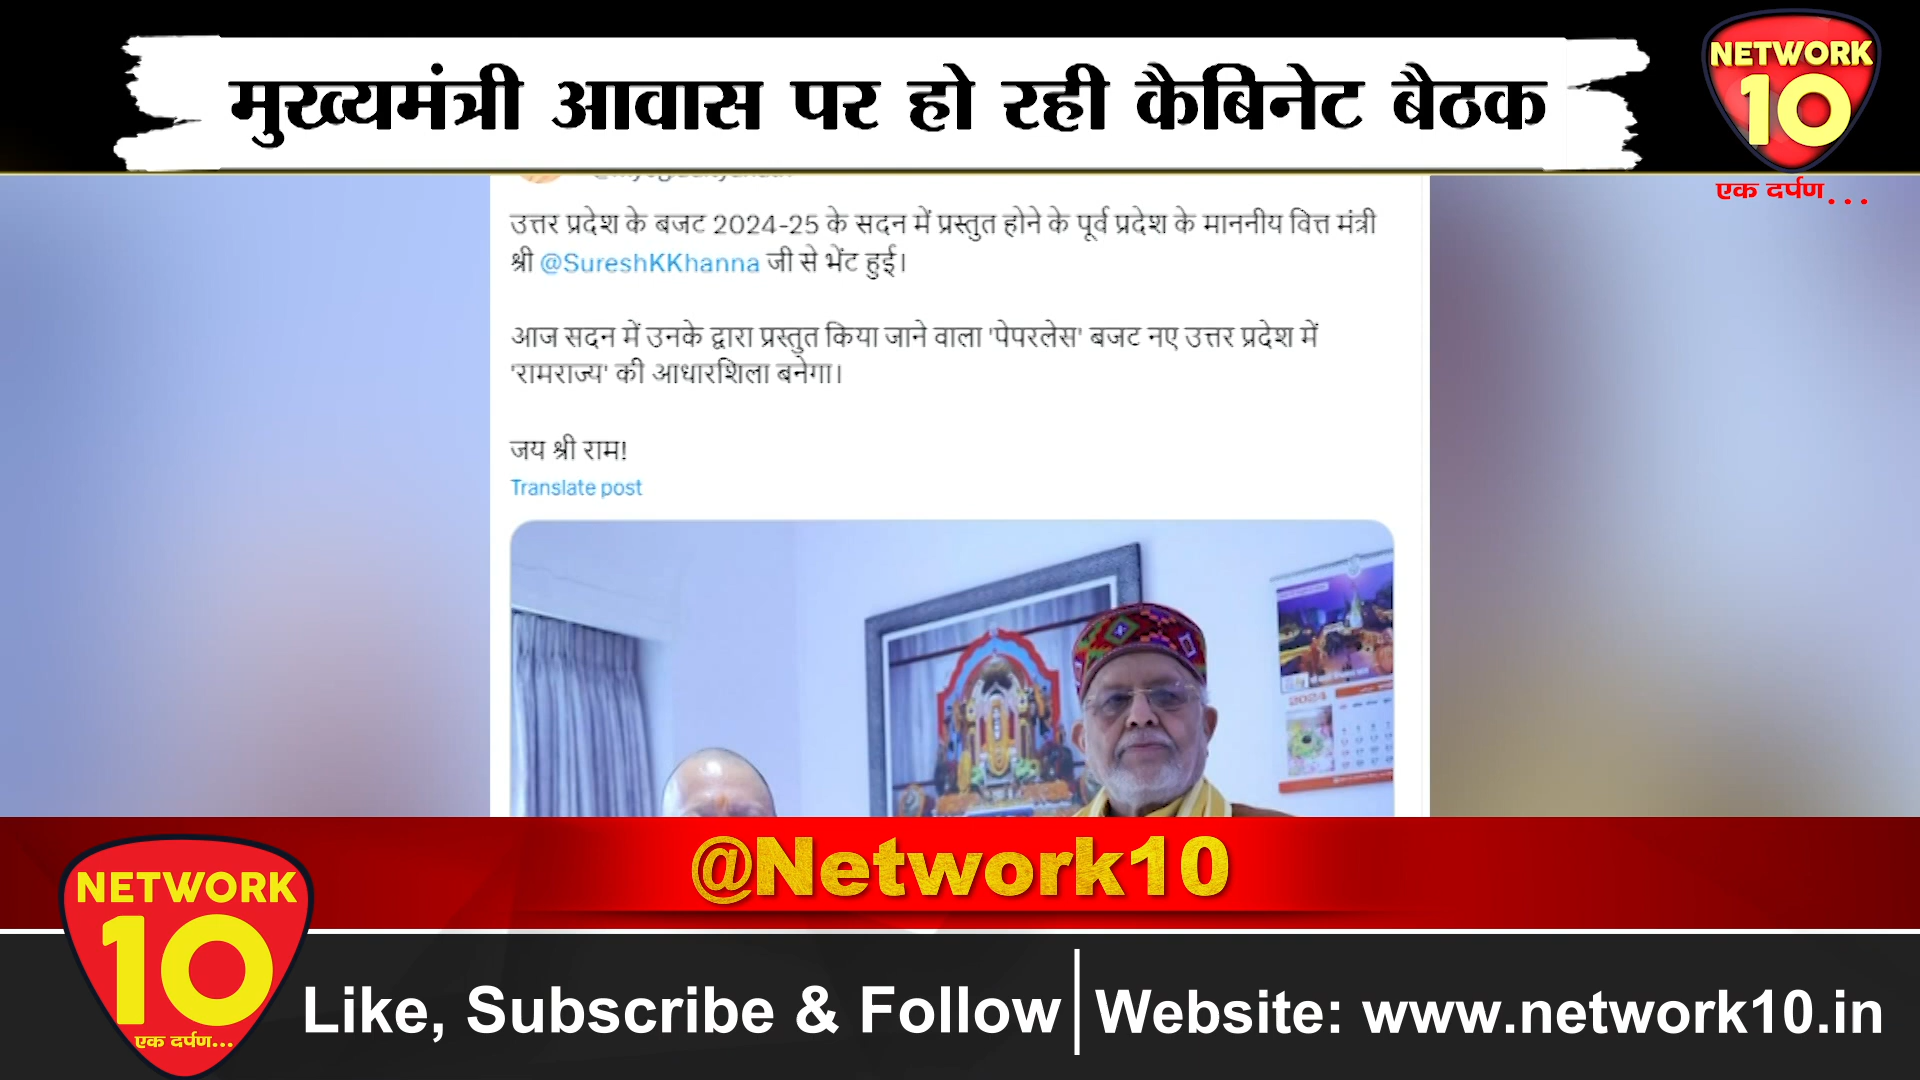 मुख्यमंत्री आवास पर हो रही कैबिनेट बैठक
NETWORK
10
एक दर्पण...
उत्तर प्रदेश के बजट 2024-25 के सदन में प्रस्तुत होने के पूर्व प्रदेश के माननीय वित्त मंत्री
श्री @SureshKKhanna जी से भेंट हुई।
आज सदन में उनके द्वारा प्रस्तुत किया जाने वाला 'पेपरलेस' बजट नए उत्तर प्रदेश में
'रामराज्य' की आधारशिला बनेगा।
जय श्री राम!
Translate post
2024
@Network10
NETWORK
10
एक दर्पण...
Like, Subscribe & Follow
Website: www.network10.in